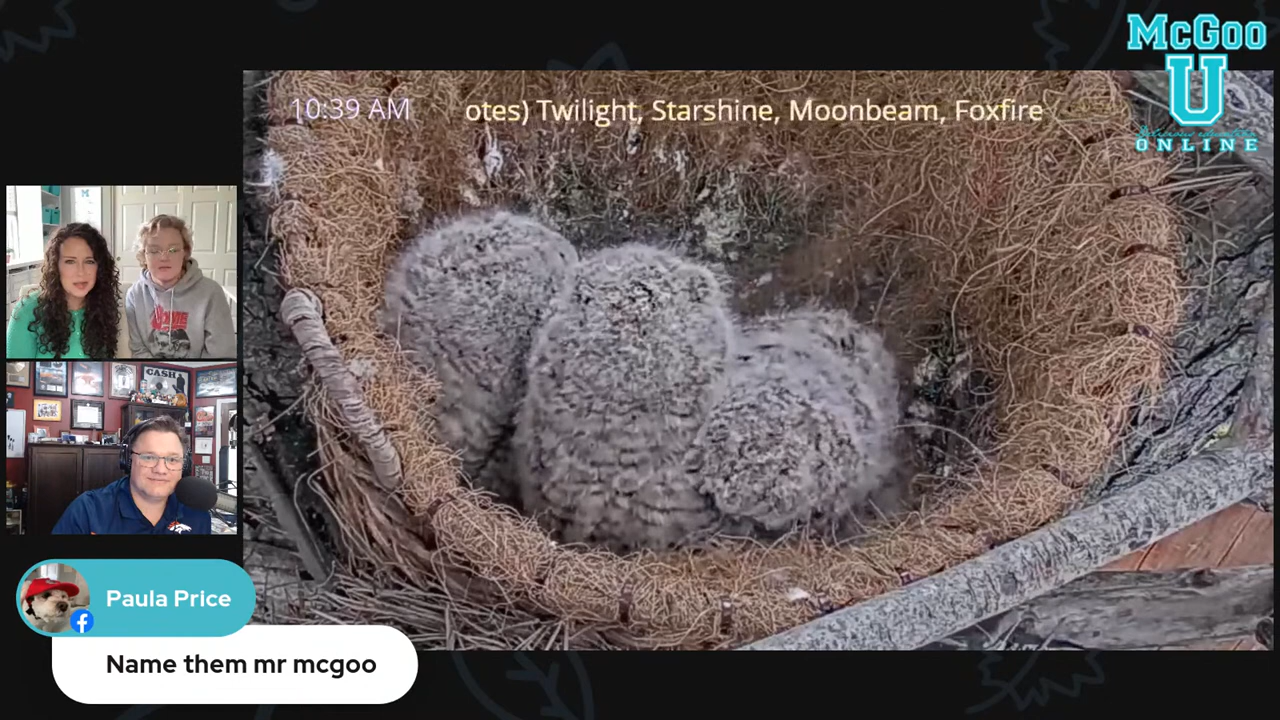 McGoo
U
ONLINE
10:39 AM
otes) Twilight, Starshine, Moonbeam, Foxfire
CASH
Paula Price
Name them mr mcgoo